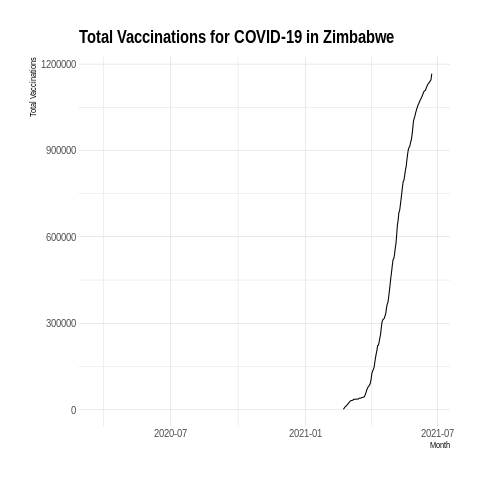 Total Vaccinations for COVID-19 in Zimbabwe
Total Vaccinations
1200000
900000
600000
300000
0
2020-07 2021-01 2021-07
Month